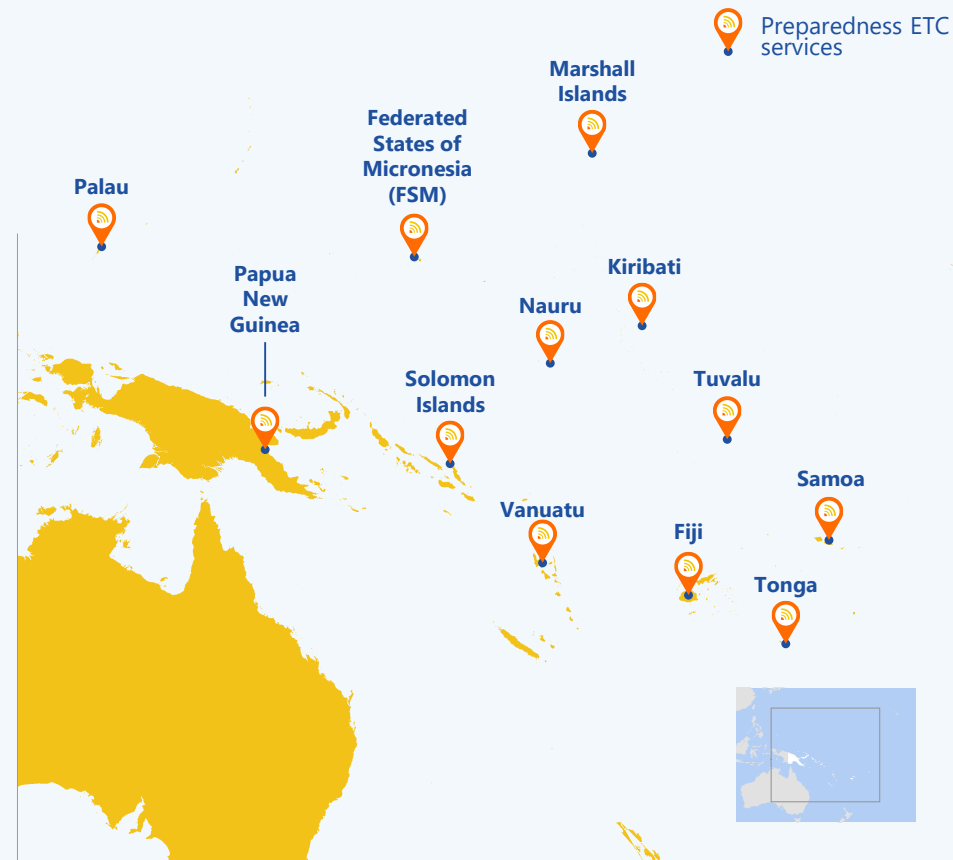 Preparedness ETC
services
Marshall
Islands
Federated
States of
Micronesia
(FSM)
Palau
Kiribati
Papua
New
Guinea
Nauru
Solomon
Islands
Tuvalu
Samoa
Vanuatu
Fiji
Tonga